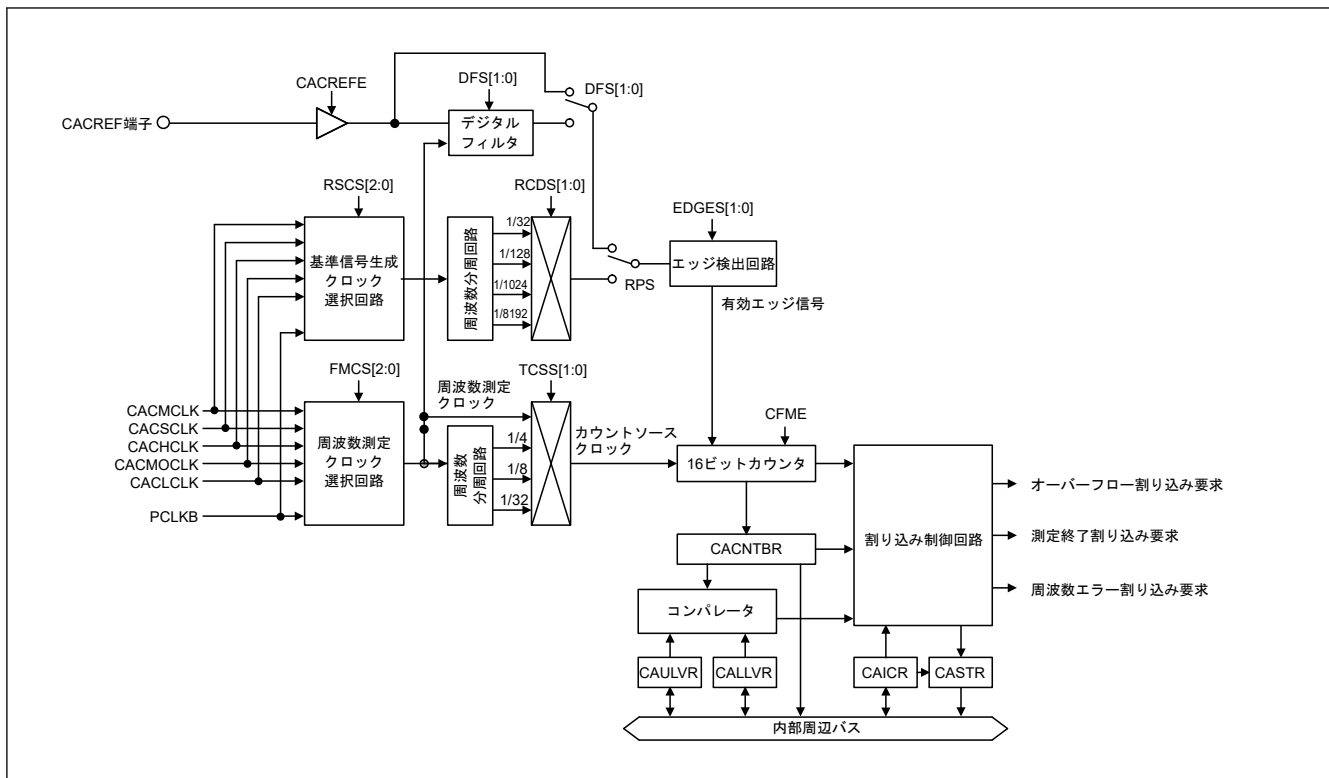 CACREFE
DFS[1:0]
DFS[1:0]
CACREF端子
デジタル
フィルタ
RSCS[2:0]
RCDS[1:0]
EDGES[1:0]
基準信号生成
クロック
選択回路
周波数分周回路
1/32
1/128
1/1024
1/8192
RPS
エッジ検出回路
有効エッジ信号
FMCS[2:0]
周波数測定
クロック
TCSS[1:0]
CFME
CACMCLK
CACSCLK
CACHCLK
CACMOCLK
CACLCLK
PCLKB
周波数測定
クロック
選択回路
周波数
分周回路
1/4
1/8
1/32
カウントソース
クロック
16ビットカウンタ
CACNTBR
コンパレータ
CAULVR
CALLVR
割り込み制御回路
オーバーフロー割り込み要求
測定終了割り込み要求
周波数エラー割り込み要求
CAICR
CASTR
内部周辺バス